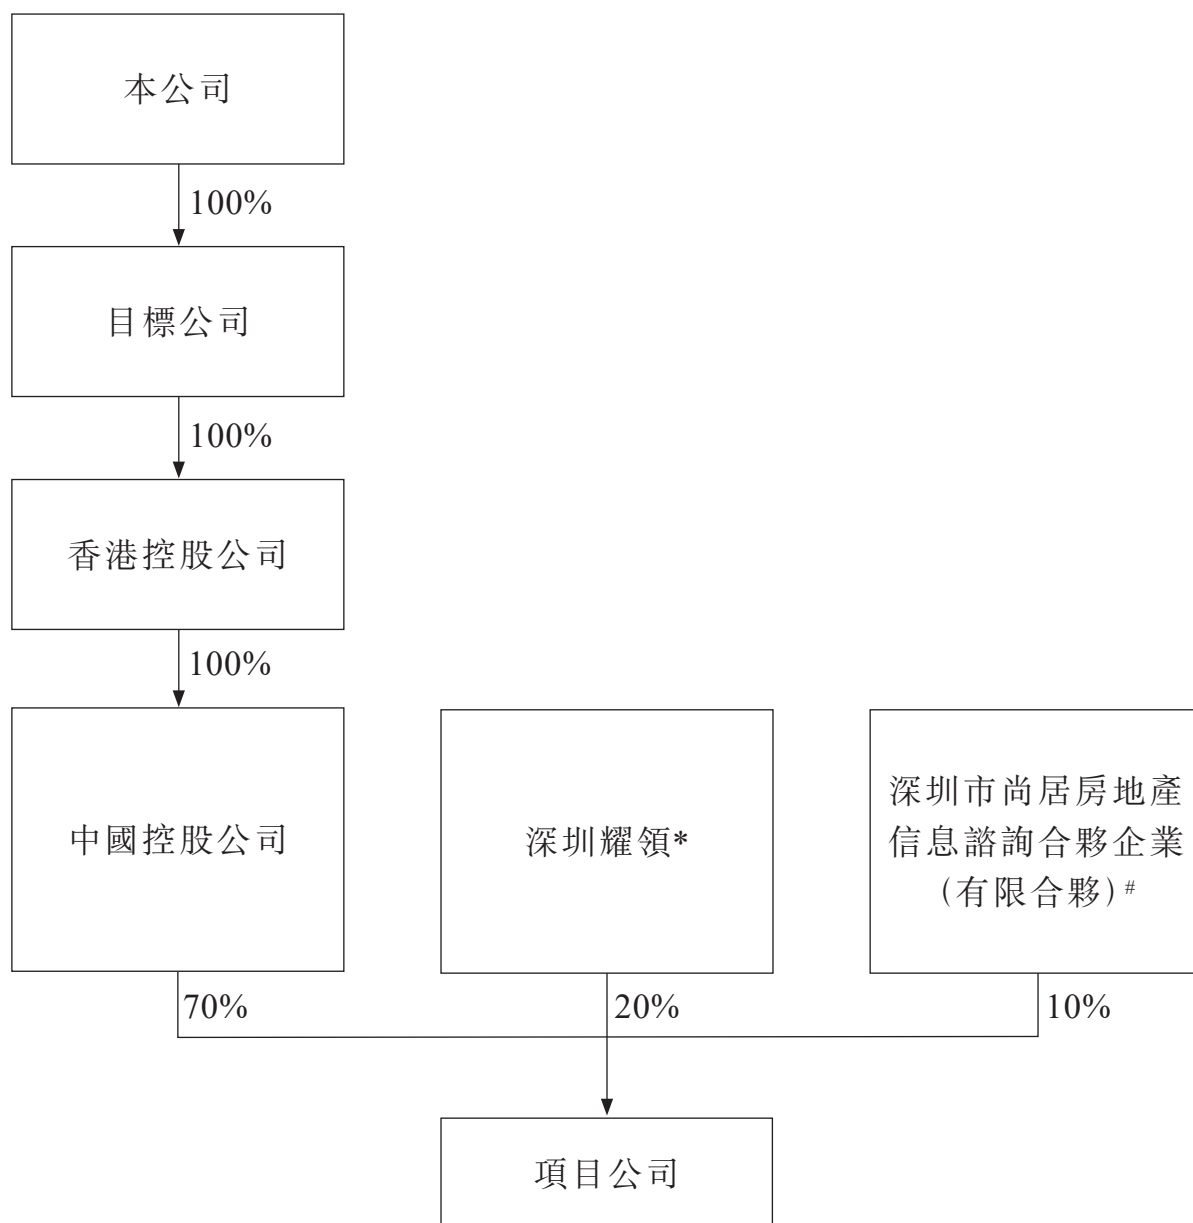 本公司
100%
目標公司
100%
香港控股公司
100%
中國控股公司
深圳耀領*
深圳市尚居房地產
信息諮詢合夥企業
(有限合夥)#
70%
20%
10%
項目公司